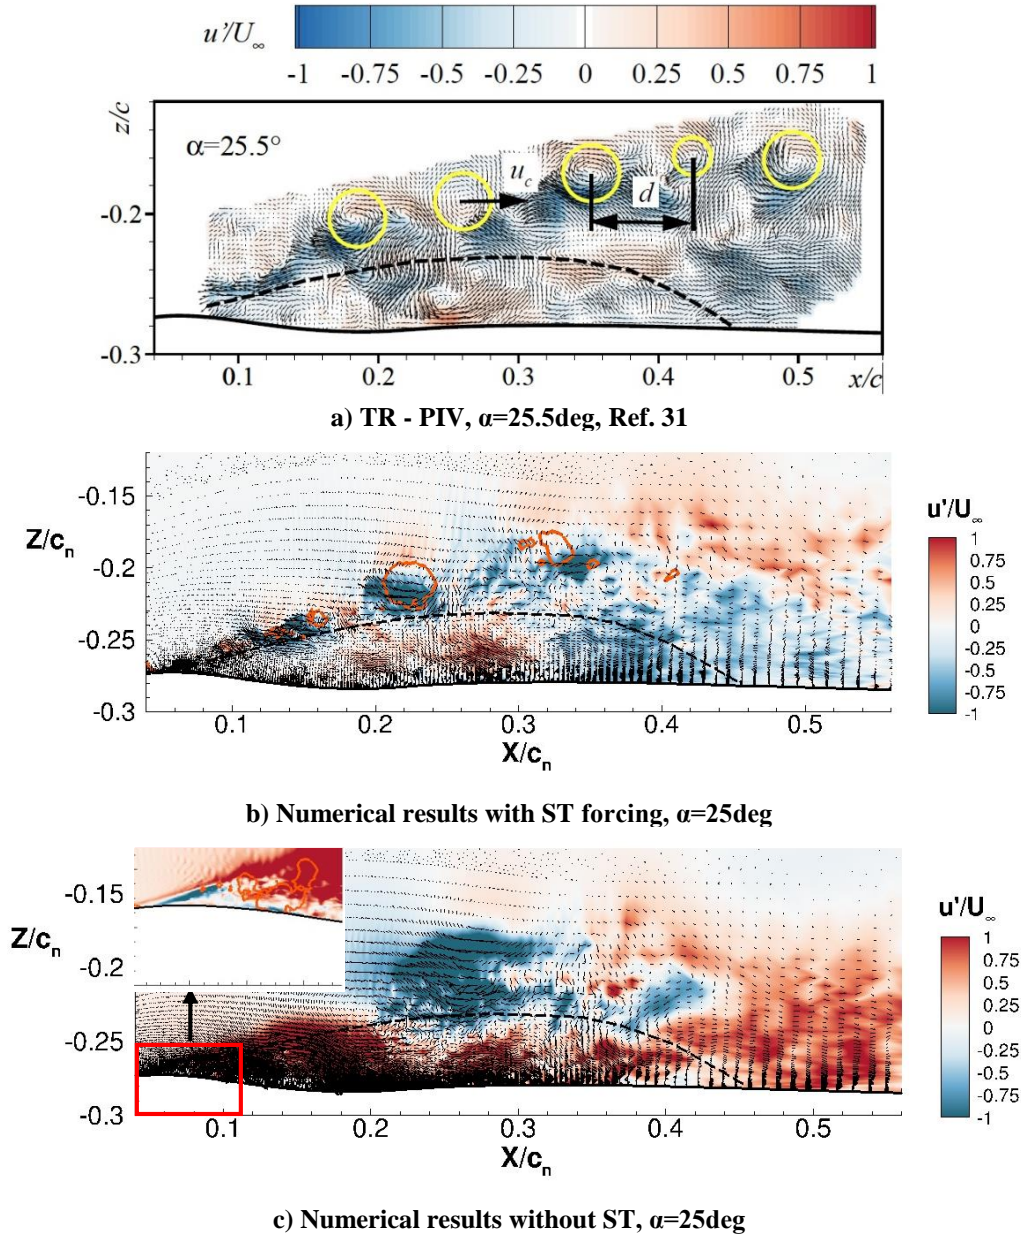 u'/U∞
-1 -0.75 -0.5 -0.25 0 0.25 0.5 0.75 1
z/c
α=25.5°
u_c
d
-0.2
-0.3
0.1 0.2 0.3 0.4 0.5 x/c
a) TR - PIV, α=25.5deg, Ref. 31
-0.15
Z/c_n
-0.2
-0.25
-0.3
0.1 0.2 0.3 0.4 0.5
X/c_n
u'/U∞
1
0.75
0.5
0.25
0
-0.25
-0.5
-0.75
-1
b) Numerical results with ST forcing, α=25deg
-0.15
Z/c_n
-0.2
-0.25
-0.3
0.1 0.2 0.3 0.4 0.5
X/c_n
u'/U∞
1
0.75
0.5
0.25
0
-0.25
-0.5
-0.75
-1
c) Numerical results without ST, α=25deg